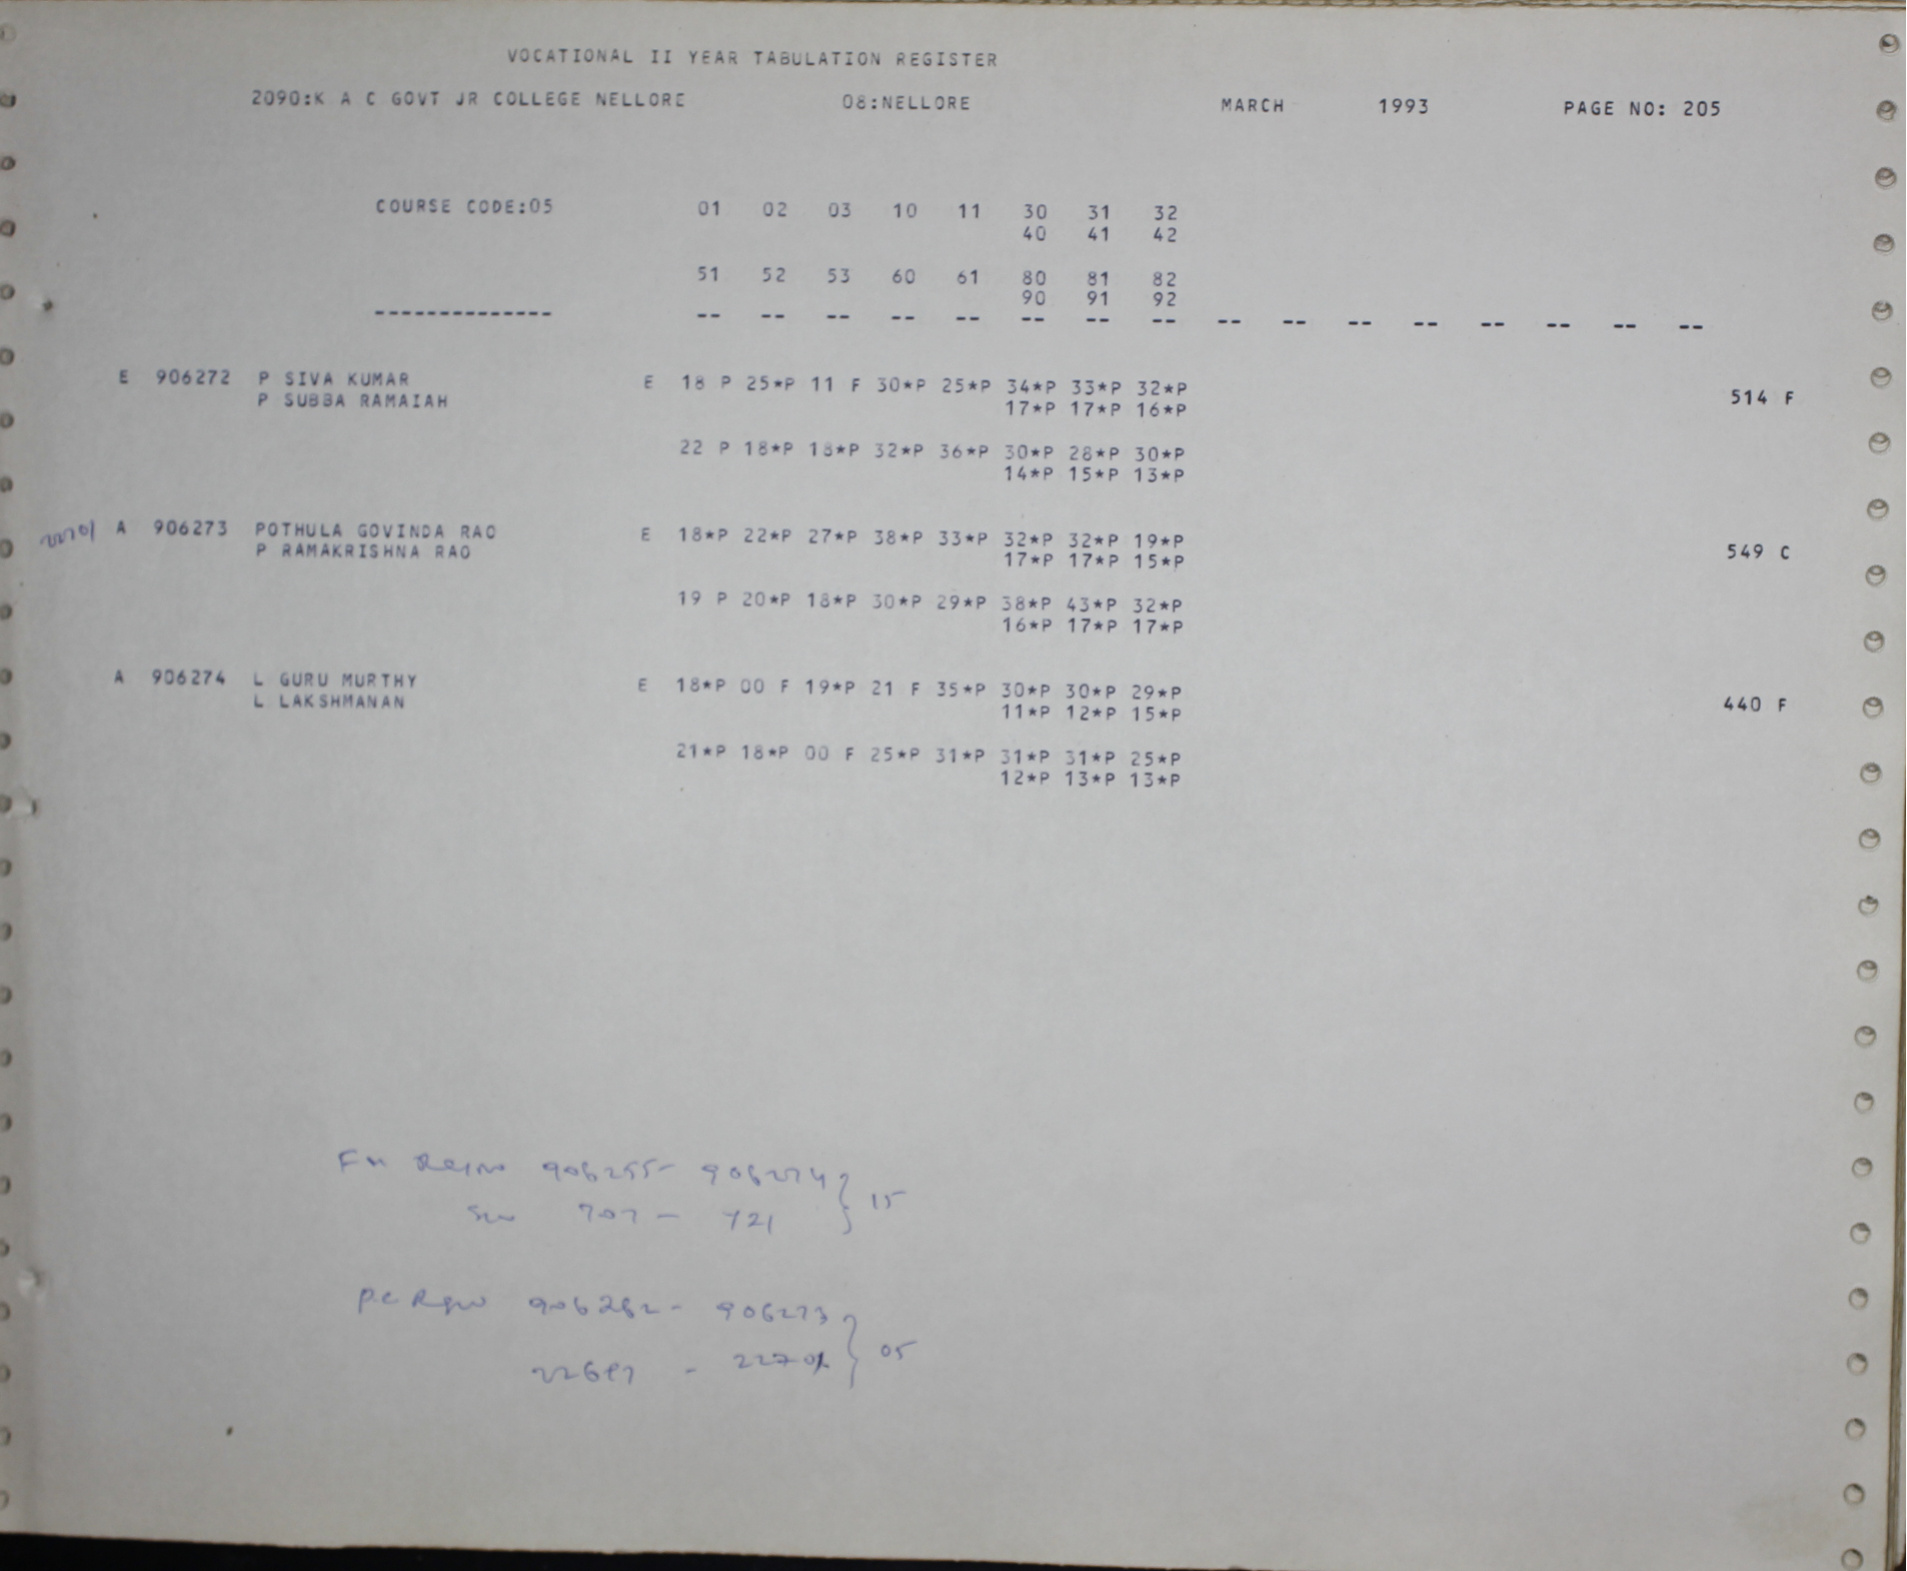 VOCATIONAL II YEAR TABULATION REGISTER
2090:K A C GOVT JR COLLEGE NELLORE 08:NELLORE MARCH 1993 PAGE NO: 205
COURSE CODE:05 01 02 03 10 11 30 31 32
40 41 42
51 52 53 60 61 80 81 82
90 91 92
-------------- -- -- -- -- -- -- -- -- -- -- -- -- -- -- -- --
E 906272 P SIVA KUMAR E 18 P 25*P 11 F 30*P 25*P 34*P 33*P 32*P
P SUBBA RAMAIAH 17*P 17*P 16*P 514 F
22 P 18*P 18*P 32*P 36*P 30*P 28*P 30*P
14*P 15*P 13*P
22701 A 906273 POTHULA GOVINDA RAO E 18*P 22*P 27*P 38*P 33*P 32*P 32*P 19*P
P RAMAKRISHNA RAO 17*P 17*P 15*P 549 C
19 P 20*P 18*P 30*P 29*P 38*P 43*P 32*P
16*P 17*P 17*P
A 906274 L GURU MURTHY E 18*P 00 F 19*P 21 F 35*P 30*P 30*P 29*P
L LAKSHMANAN 11*P 12*P 15*P 440 F
21*P 18*P 00 F 25*P 31*P 31*P 31*P 25*P
12*P 13*P 13*P
906255- 906274 } 15
707 - 721
906262- 906273 } 05
22697 - 22701